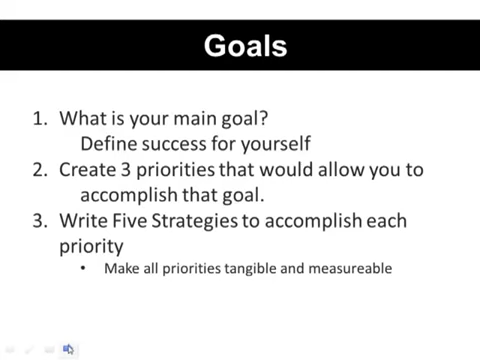 Goals
1. What is your main goal?
Define success for yourself
2. Create 3 priorities that would allow you to
accomplish that goal.
3. Write Five Strategies to accomplish each
priority
• Make all priorities tangible and measureable